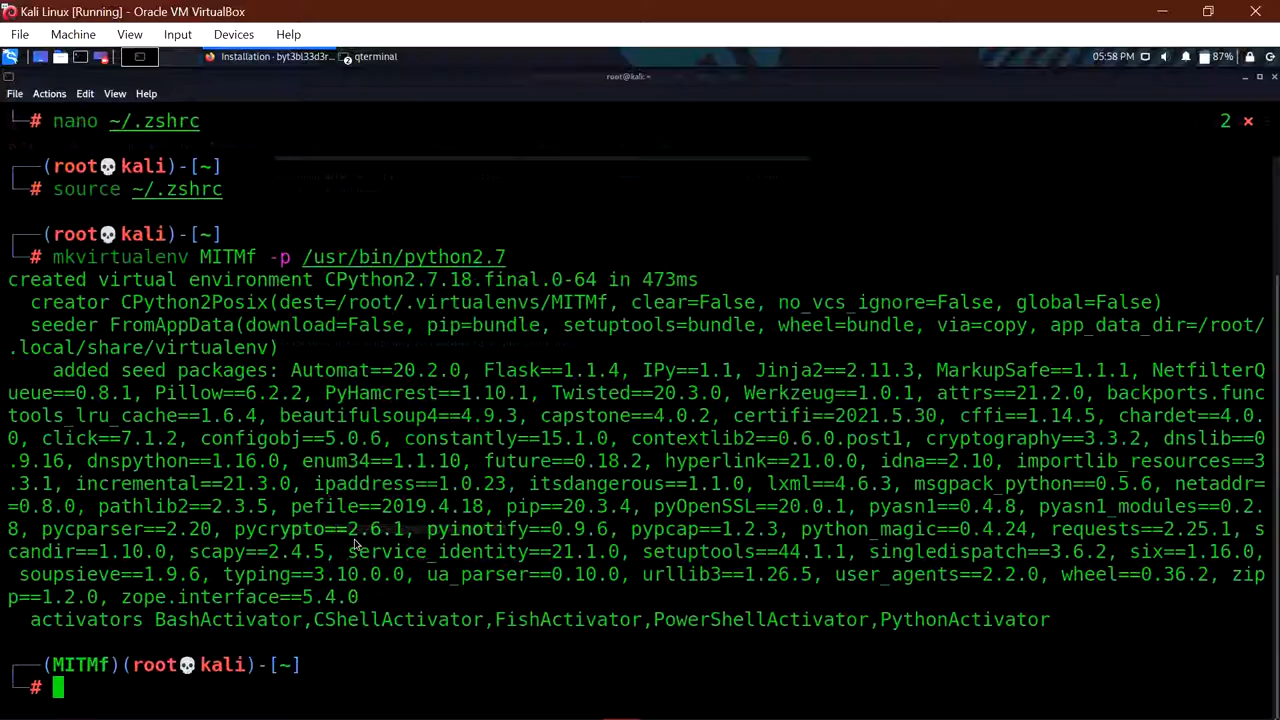 Kali Linux [Running] - Oracle VM VirtualBox
File Machine View Input Devices Help
Installation · byt3bl33d3r... 2 qterminal 05:58 PM 87%
root@kali: ~
File Actions Edit View Help
└─# nano ~/.zshrc 2 ×
┌──(root💀kali)-[~]
└─# source ~/.zshrc
┌──(root💀kali)-[~]
└─# mkvirtualenv MITMf -p /usr/bin/python2.7
created virtual environment CPython2.7.18.final.0-64 in 473ms
creator CPython2Posix(dest=/root/.virtualenvs/MITMf, clear=False, no_vcs_ignore=False, global=False)
seeder FromAppData(download=False, pip=bundle, setuptools=bundle, wheel=bundle, via=copy, app_data_dir=/root/
.local/share/virtualenv)
added seed packages: Automat==20.2.0, Flask==1.1.4, IPy==1.1, Jinja2==2.11.3, MarkupSafe==1.1.1, NetfilterQ
ueue==0.8.1, Pillow==6.2.2, PyHamcrest==1.10.1, Twisted==20.3.0, Werkzeug==1.0.1, attrs==21.2.0, backports.func
tools_lru_cache==1.6.4, beautifulsoup4==4.9.3, capstone==4.0.2, certifi==2021.5.30, cffi==1.14.5, chardet==4.0.
0, click==7.1.2, configobj==5.0.6, constantly==15.1.0, contextlib2==0.6.0.post1, cryptography==3.3.2, dnslib==0
.9.16, dnspython==1.16.0, enum34==1.1.10, future==0.18.2, hyperlink==21.0.0, idna==2.10, importlib_resources==3
.3.1, incremental==21.3.0, ipaddress==1.0.23, itsdangerous==1.1.0, lxml==4.6.3, msgpack_python==0.5.6, netaddr=
=0.8.0, pathlib2==2.3.5, pefile==2019.4.18, pip==20.3.4, pyOpenSSL==20.0.1, pyasn1==0.4.8, pyasn1_modules==0.2.
8, pycparser==2.20, pycrypto==2.6.1, pyinotify==0.9.6, pypcap==1.2.3, python_magic==0.4.24, requests==2.25.1, s
candir==1.10.0, scapy==2.4.5, service_identity==21.1.0, setuptools==44.1.1, singledispatch==3.6.2, six==1.16.0,
soupsieve==1.9.6, typing==3.10.0.0, ua_parser==0.10.0, urllib3==1.26.5, user_agents==2.2.0, wheel==0.36.2, zip
p==1.2.0, zope.interface==5.4.0
activators BashActivator,CShellActivator,FishActivator,PowerShellActivator,PythonActivator
┌──(MITMf)(root💀kali)-[~]
└─#